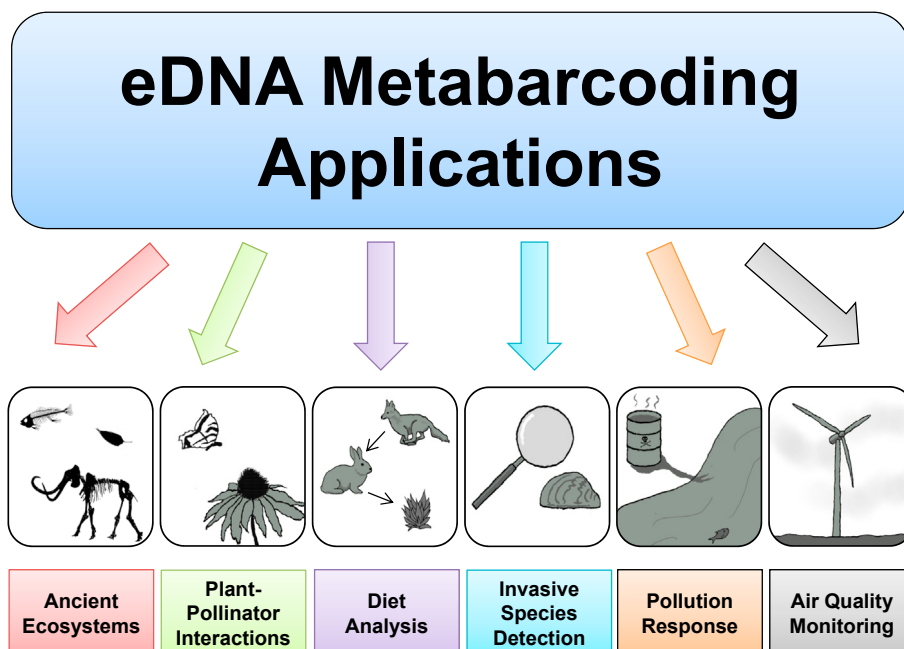 eDNA Metabarcoding
Applications
Ancient
Ecosystems
Plant-
Pollinator
Interactions
Diet
Analysis
Invasive
Species
Detection
Pollution
Response
Air Quality
Monitoring